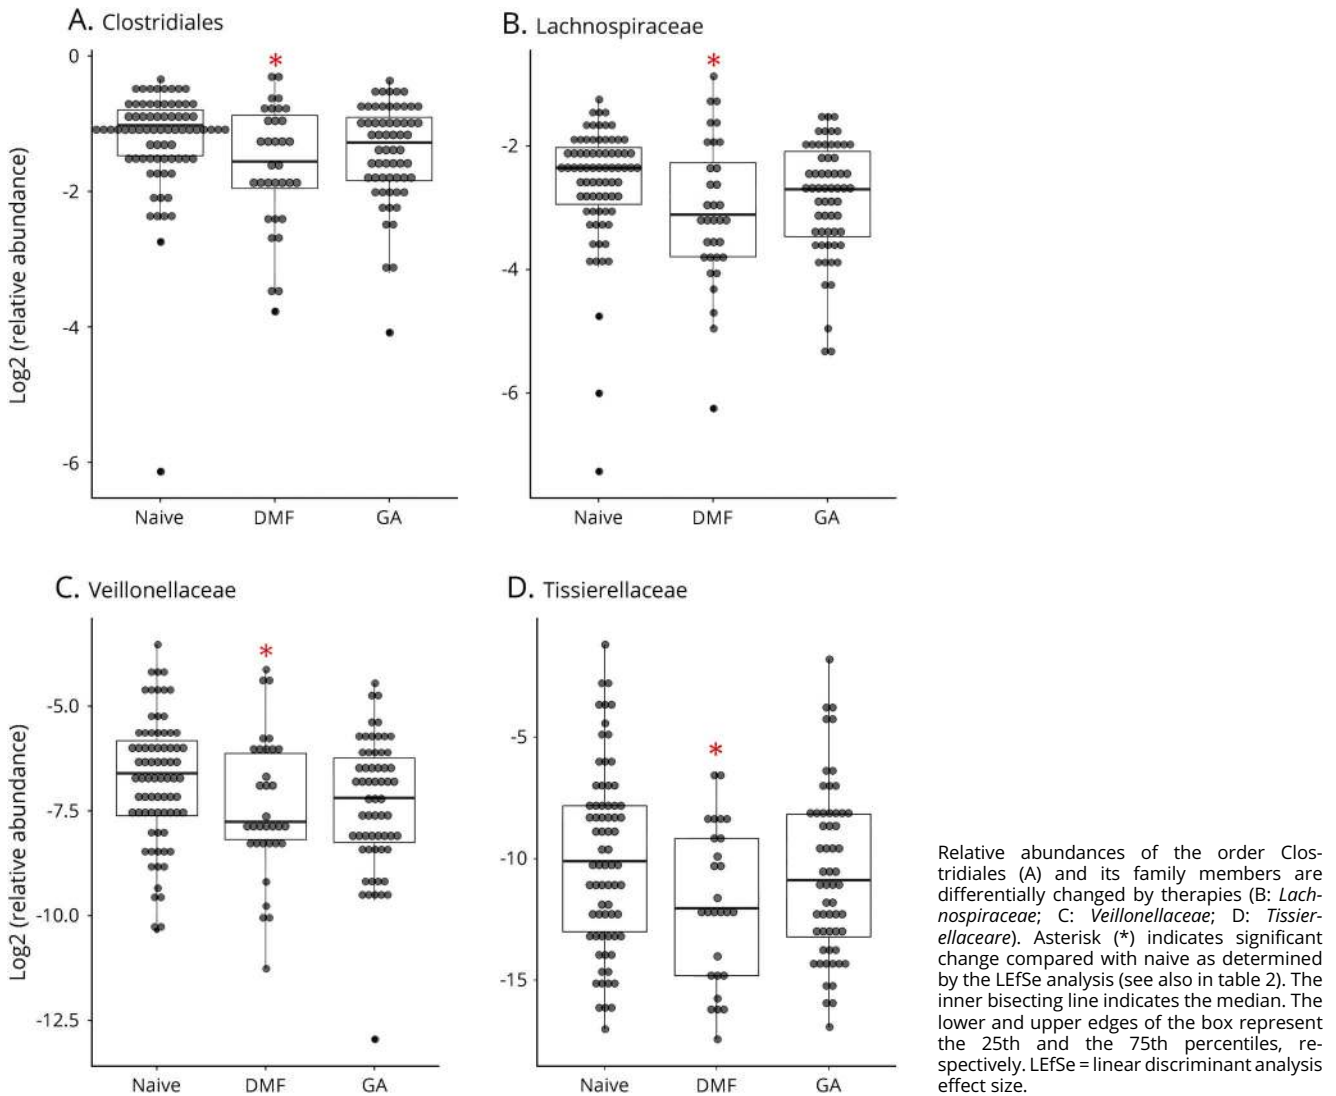 A. Clostridiales
0
-2
-4
-6
Log2 (relative abundance)
*
Naive
DMF
GA
B. Lachnospiraceae
-2
-4
-6
*
Naive
DMF
GA
C. Veillonellaceae
-5.0
-7.5
-10.0
-12.5
Log2 (relative abundance)
*
Naive
DMF
GA
D. Tissierellaceae
-5
-10
-15
*
Naive
DMF
GA
Relative abundances of the order Clos-
tridiales (A) and its family members are
differentially changed by therapies (B: Lach-
nospiraceae; C: Veillonellaceae; D: Tissier-
ellaceare). Asterisk (*) indicates significant
change compared with naive as determined
by the LEfSe analysis (see also in table 2). The
inner bisecting line indicates the median. The
lower and upper edges of the box represent
the 25th and the 75th percentiles, re-
spectively. LEfSe = linear discriminant analysis
effect size.